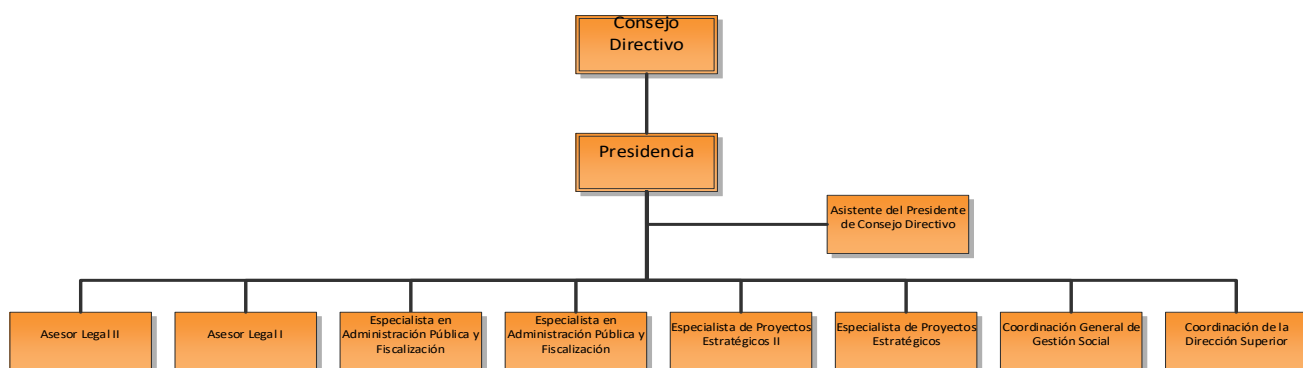 Consejo
Directivo
Presidencia
Asistente del Presidente
de Consejo Directivo
Asesor Legal II
Asesor Legal I
Especialista en
Administración Pública y
Fiscalización
Especialista en
Administración Pública y
Fiscalización
Especialista de Proyectos
Estratégicos II
Especialista de Proyectos
Estratégicos
Coordinación General de
Gestión Social
Coordinación de la
Dirección Superior